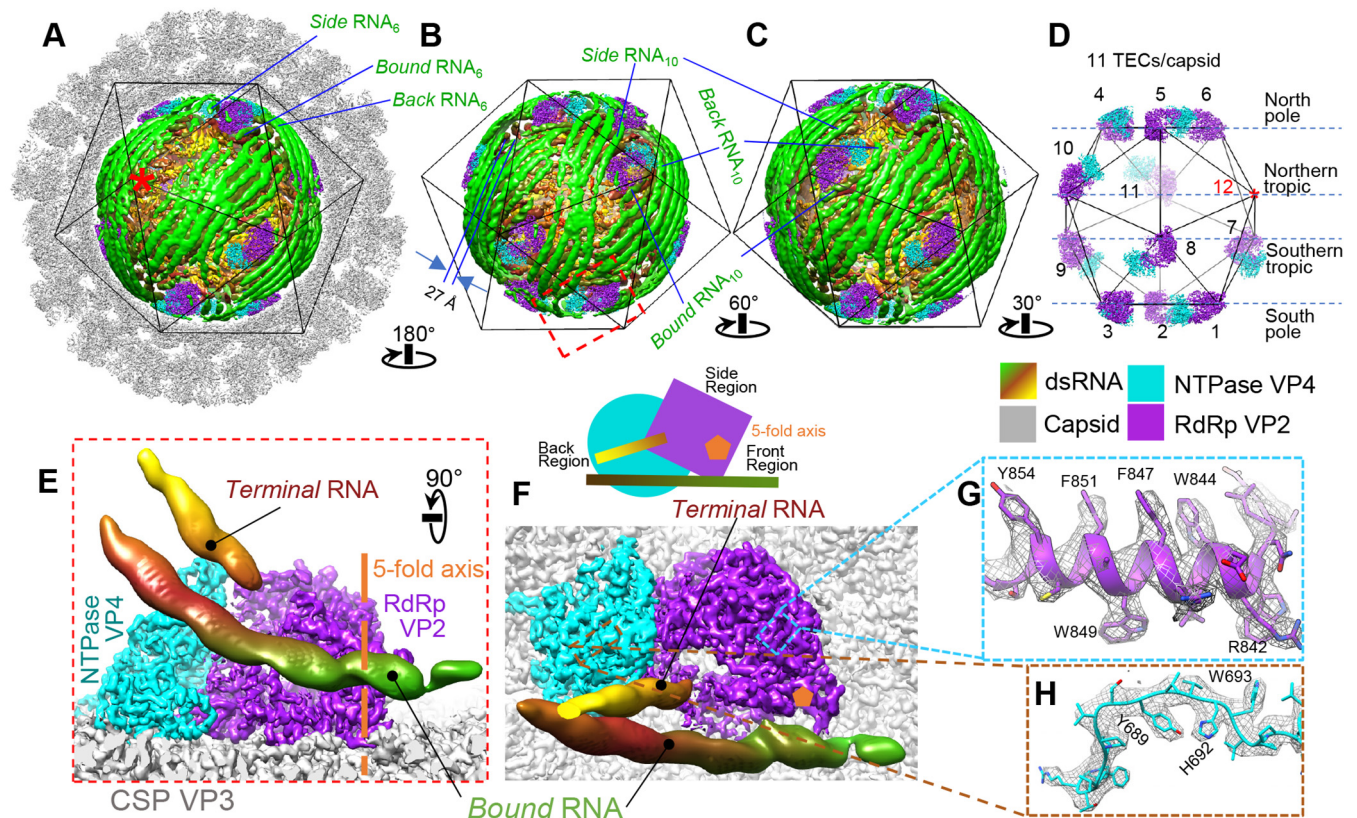 A
Side RNA6
Bound RNA6
Back RNA6
*
180°
B
Side RNA10
Back RNA10
Bound RNA10
27 Å
60°
C
30°
D
11 TECs/capsid
4
5
6
North
pole
10
11
12
Northern
tropic
9
8
7
Southern
tropic
3
2
1
South
pole
dsRNA
NTPase VP4
Capsid
RdRp VP2
Side
Region
5-fold axis
Back
Region
Front
Region
E
90°
Terminal RNA
5-fold axis
NTPase
VP4
RdRp
VP2
CSP VP3
Bound RNA
F
Terminal RNA
G
Y854
F851
F847
W844
W849
R842
H
W693
Y689
H692